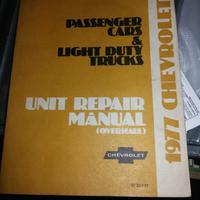 PASSENGER
CARS
&
LIGHT DUTY
TRUCKS
UNIT REPAIR
MANUAL
(OVERHAUL)
CHEVROLET
1977 CHEVROLET